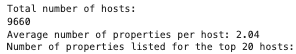 Total number of hosts:
9660
Average number of properties per host: 2.04
Number of properties listed for the top 20 hosts: